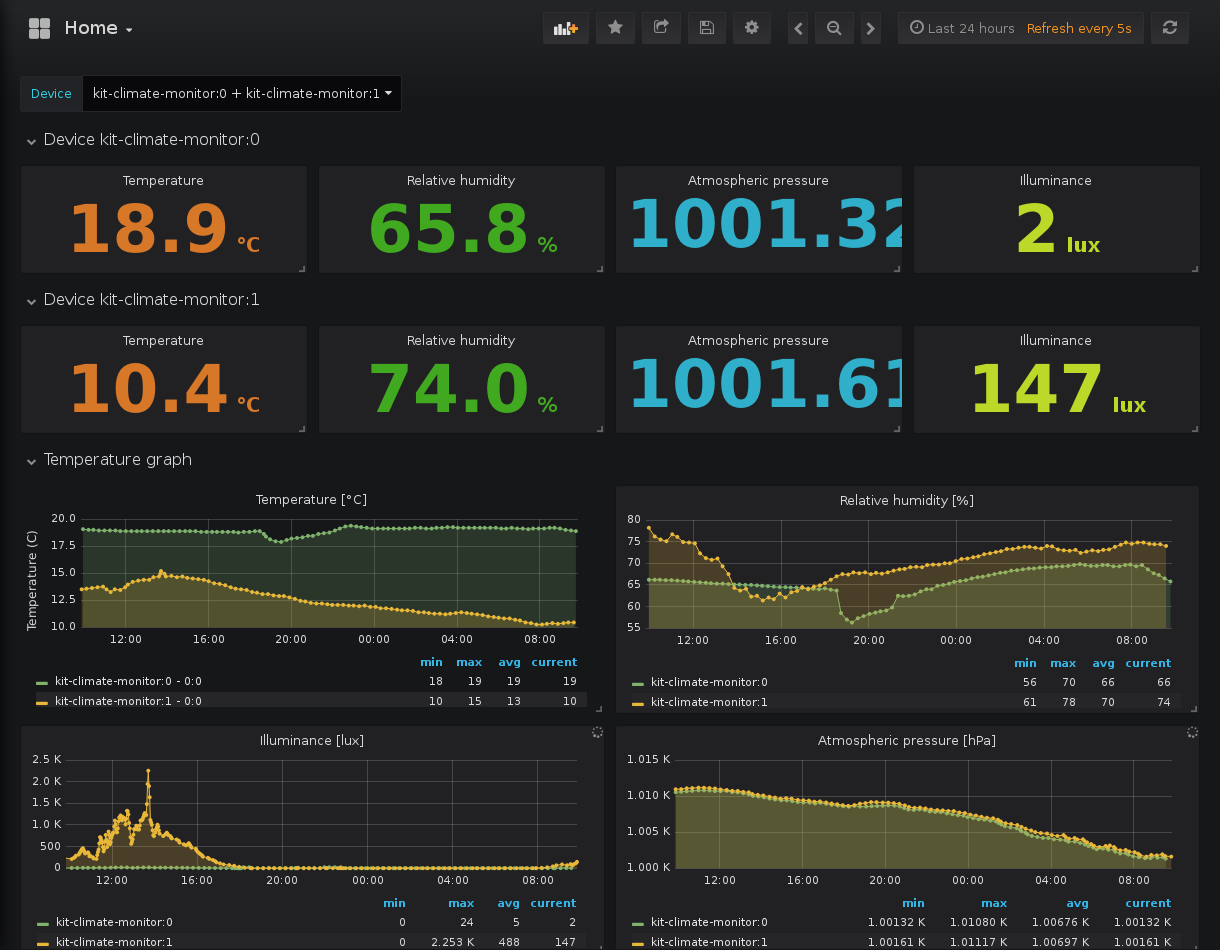 Home
Last 24 hours Refresh every 5s
Device kit-climate-monitor:0 + kit-climate-monitor:1
Device kit-climate-monitor:0
Temperature Relative humidity Atmospheric pressure Illuminance
18.9 °C 65.8 % 1001.32 2 lux
Device kit-climate-monitor:1
Temperature Relative humidity Atmospheric pressure Illuminance
10.4 °C 74.0 % 1001.61 147 lux
Temperature graph
Temperature [°C]
Temperature (C)
20.0
17.5
15.0
12.5
10.0
12:00 16:00 20:00 00:00 04:00 08:00
min max avg current
kit-climate-monitor:0 - 0:0 18 19 19 19
kit-climate-monitor:1 - 0:0 10 15 13 10
Relative humidity [%]
80
75
70
65
60
55
12:00 16:00 20:00 00:00 04:00 08:00
min max avg current
kit-climate-monitor:0 56 70 66 66
kit-climate-monitor:1 61 78 70 74
Illuminance [lux]
2.5 K
2.0 K
1.5 K
1.0 K
500
0
12:00 16:00 20:00 00:00 04:00 08:00
min max avg current
kit-climate-monitor:0 0 24 5 2
kit-climate-monitor:1 0 2.253 K 488 147
Atmospheric pressure [hPa]
1.015 K
1.010 K
1.005 K
1.000 K
12:00 16:00 20:00 00:00 04:00 08:00
min max avg current
kit-climate-monitor:0 1.00132 K 1.01080 K 1.00676 K 1.00132 K
kit-climate-monitor:1 1.00161 K 1.01117 K 1.00697 K 1.00161 K